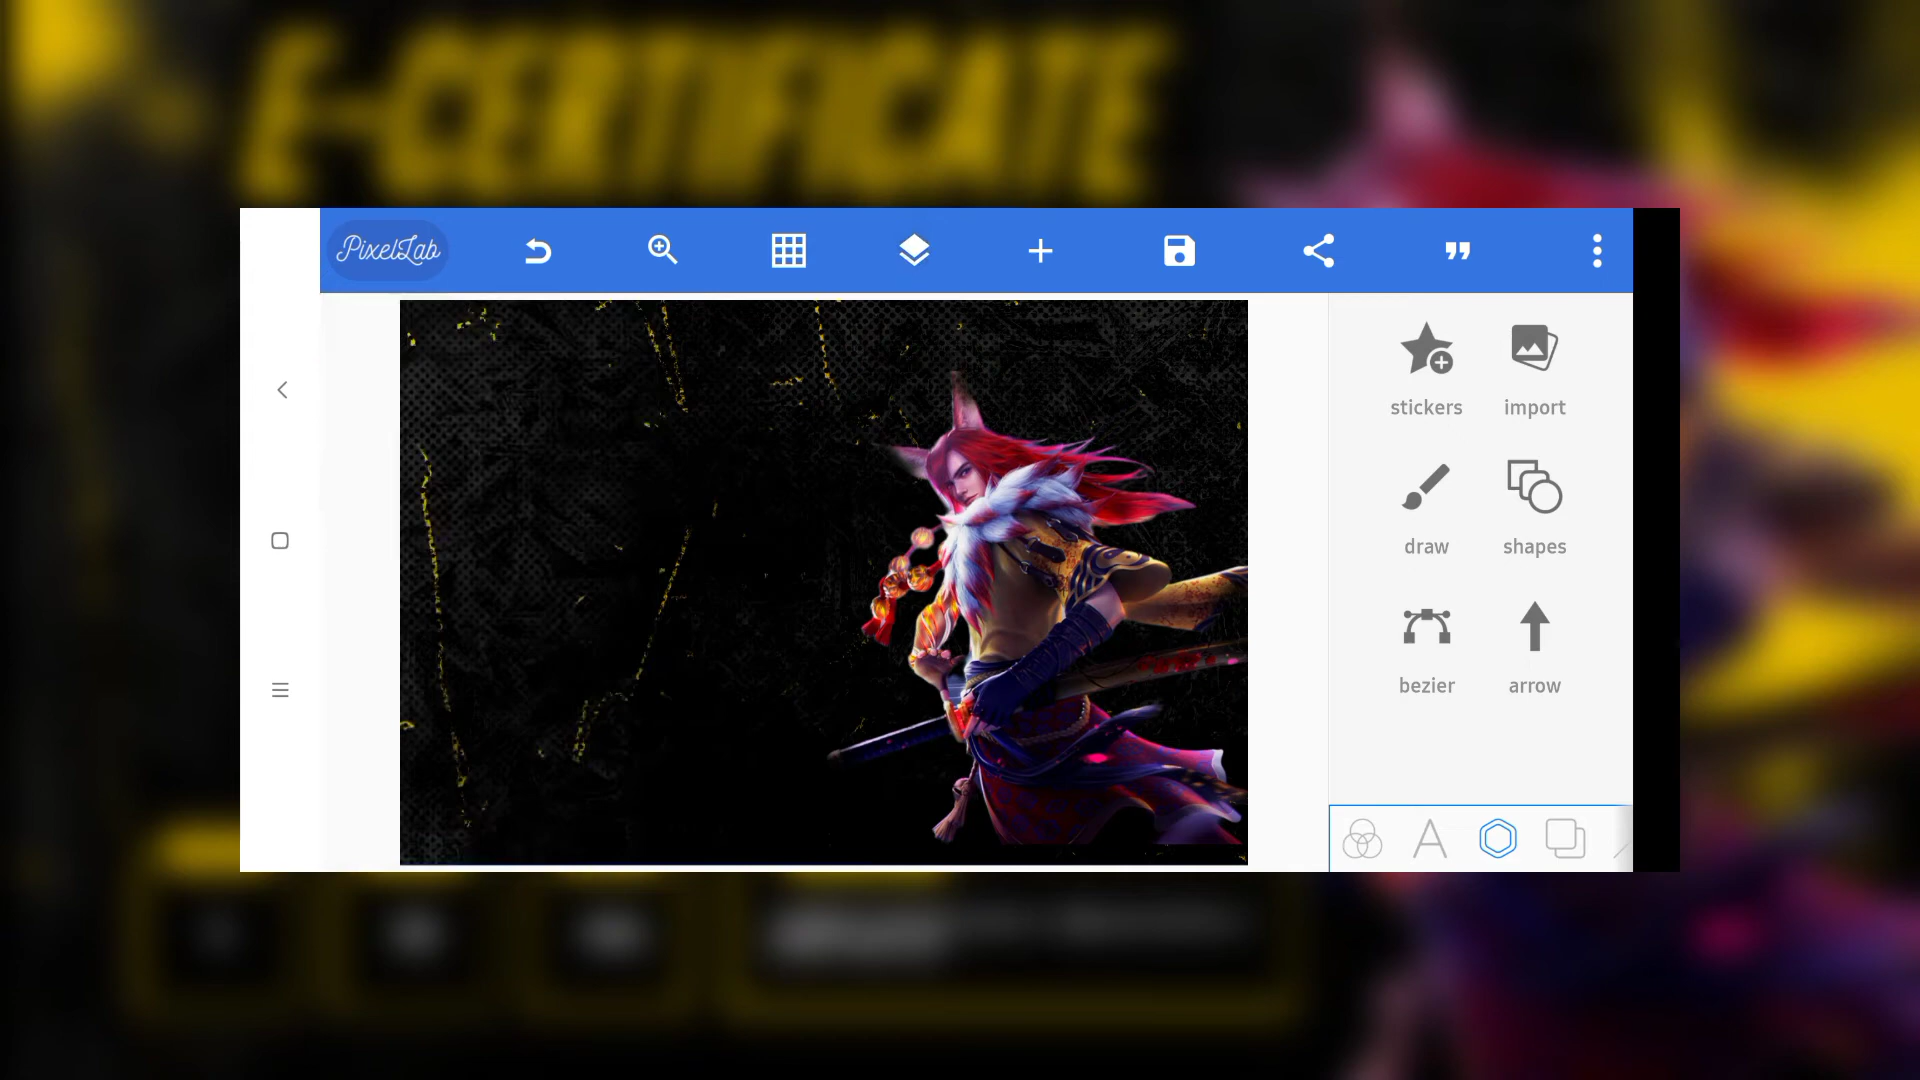 E-CERTIFICATE
PixelLab
stickers import
draw shapes
bezier arrow